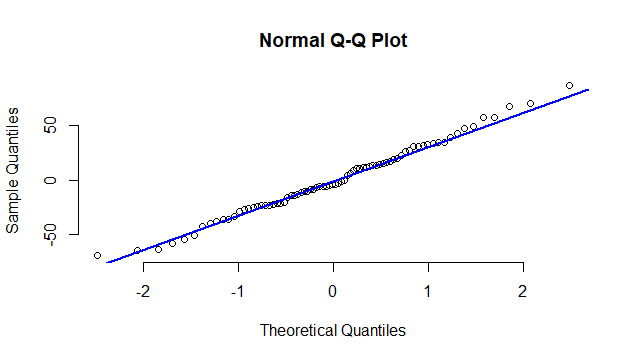 Normal Q-Q Plot
Sample Quantiles
50
0
-50
-2 -1 0 1 2
Theoretical Quantiles